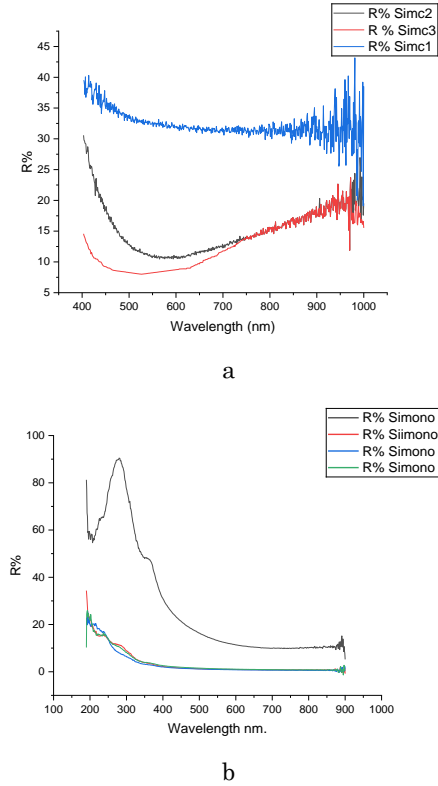 R% Simc2
R % Simc3
R% Simc1
45
40
35
30
25
20
15
10
5
R%
400 500 600 700 800 900 1000
Wavelength (nm)
a
R% Simono
R% Siimono
R% Simono
R% Simono
100
80
60
40
20
0
R%
100 200 300 400 500 600 700 800 900 1000
Wavelength nm.
b